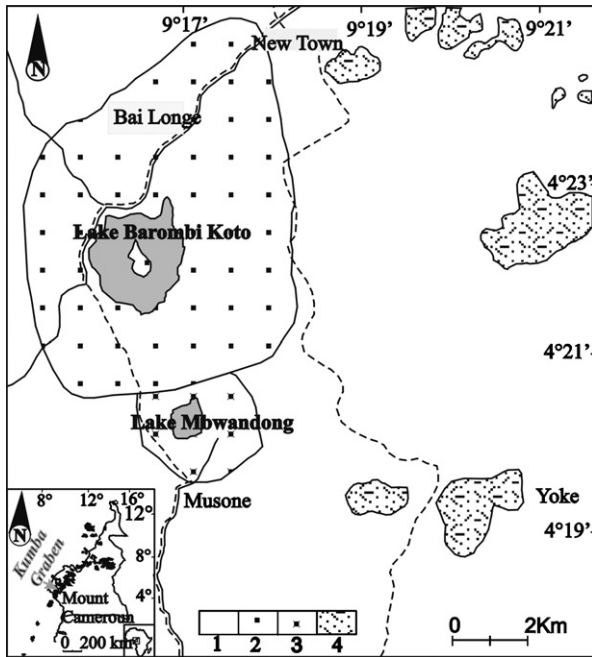 9°17’ 9°19’ 9°21’
New Town
N
Bai Longe
4°23’
Lake Barombi Koto
4°21’
Lake Mbwandong
Musone
Yoke
4°19’
8° 12° 16°
12°
N
8°
Kumba
Graben
4°
Mount
Cameroun
0 200 km
1 2 3 4
0 2Km